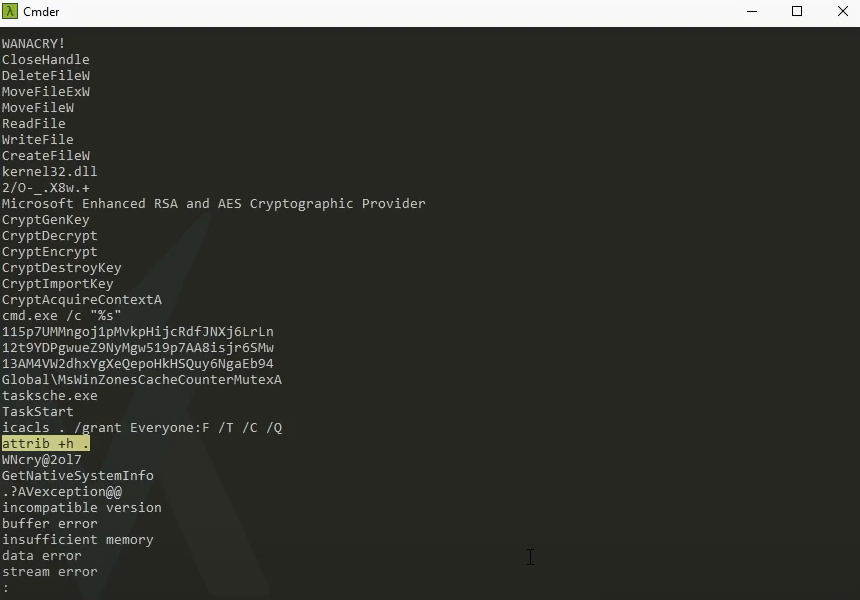 Cmder
WANACRY!
CloseHandle
DeleteFileW
MoveFileExW
MoveFileW
ReadFile
WriteFile
CreateFileW
kernel32.dll
2/O-_.X8w.+
Microsoft Enhanced RSA and AES Cryptographic Provider
CryptGenKey
CryptDecrypt
CryptEncrypt
CryptDestroyKey
CryptImportKey
CryptAcquireContextA
cmd.exe /c "%s"
115p7UMMngoj1pMvkpHijcRdfJNXj6LrLn
12t9YDPgwueZ9NyMgw519p7AA8isjr6SMw
13AM4VW2dhxYgXeQepoHkHSQuy6NgaEb94
Global\MsWinZonesCacheCounterMutexA
tasksche.exe
TaskStart
icacls . /grant Everyone:F /T /C /Q
attrib +h .
WNcry@2ol7
GetNativeSystemInfo
.?AVexception@@
incompatible version
buffer error
insufficient memory
data error
stream error
: